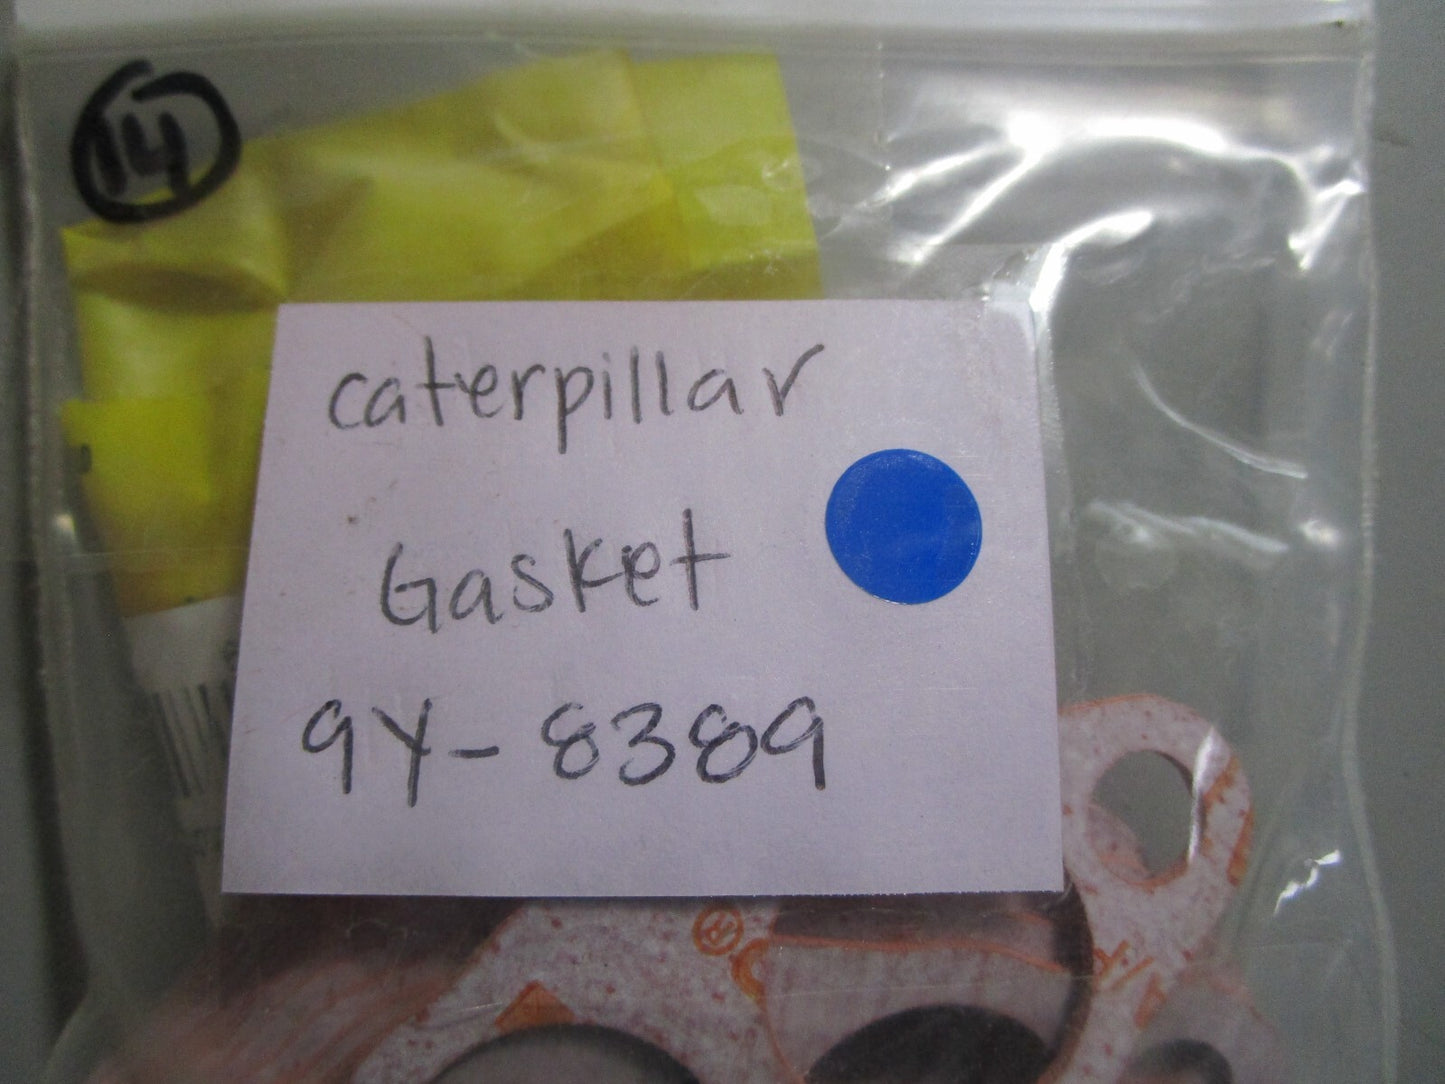 14
caterpillar
Gasket
9Y-8389
®